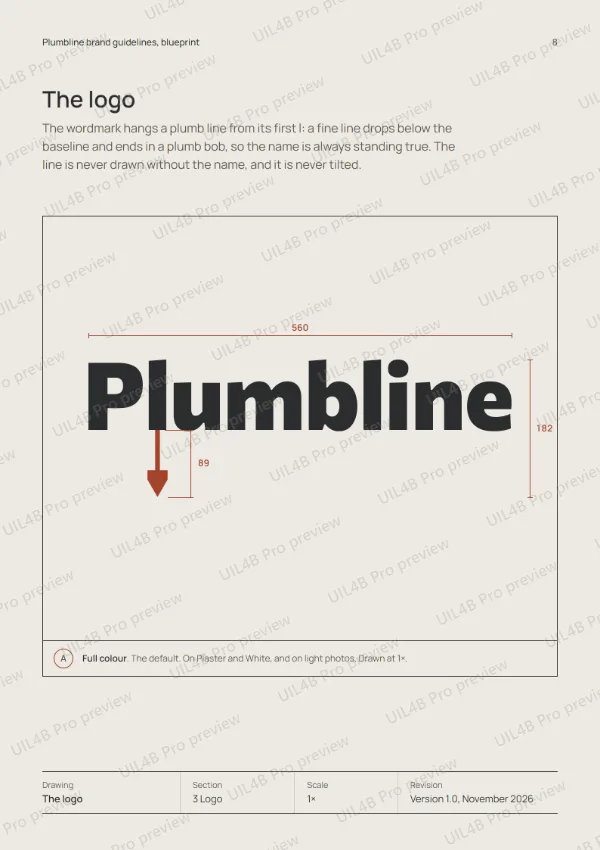 Plumbline brand guidelines, blueprint
8
The logo
The wordmark hangs a plumb line from its first l: a fine line drops below the
baseline and ends in a plumb bob, so the name is always standing true. The
line is never drawn without the name, and it is never tilted.
560
Plumbline
182
89
A
Full colour. The default. On Plaster and White, and on light photos. Drawn at 1×.
Drawing
The logo
Section
3 Logo
Scale
1×
Revision
Version 1.0, November 2026
UIL4B Pro preview